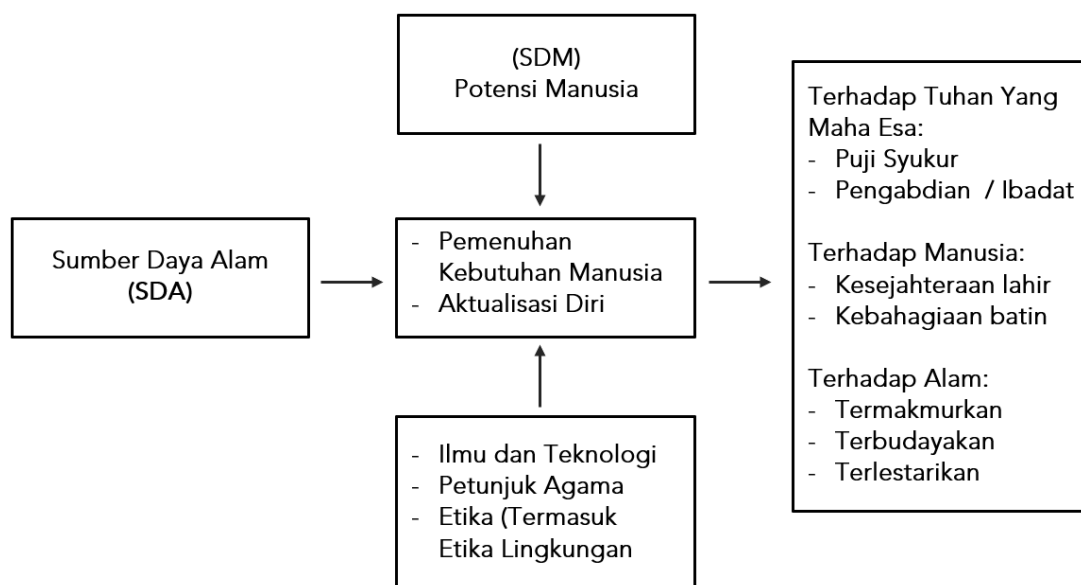 (SDM)
Potensi Manusia
Sumber Daya Alam
(SDA)
- Pemenuhan
Kebutuhan Manusia
- Aktualisasi Diri
- Ilmu dan Teknologi
- Petunjuk Agama
- Etika (Termasuk
Etika Lingkungan
Terhadap Tuhan Yang
Maha Esa:
- Puji Syukur
- Pengabdian / Ibadat
Terhadap Manusia:
- Kesejahteraan lahir
- Kebahagiaan batin
Terhadap Alam:
- Termakmurkan
- Terbudayakan
- Terlestarikan